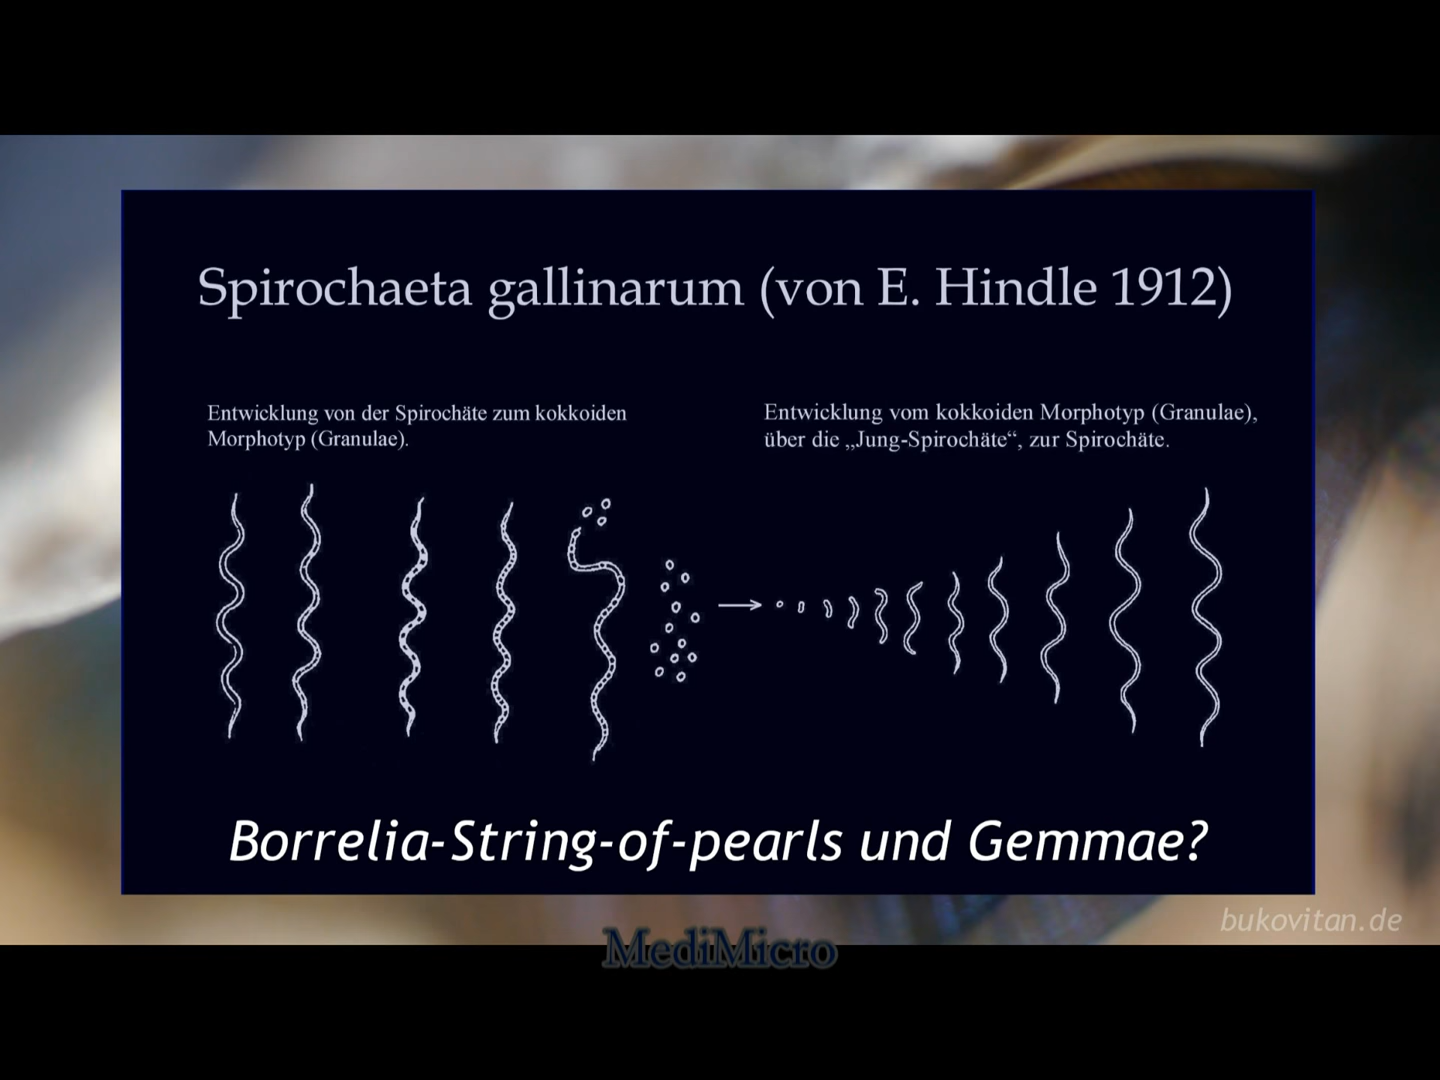 Spirochaeta gallinarum (von E. Hindle 1912)
Entwicklung von der Spirochäte zum kokkoiden
Morphotyp (Granulae).
Entwicklung vom kokkoiden Morphotyp (Granulae),
über die „Jung-Spirochäte“, zur Spirochäte.
Borrelia-String-of-pearls und Gemmae?
bukovitan.de
MediMicro